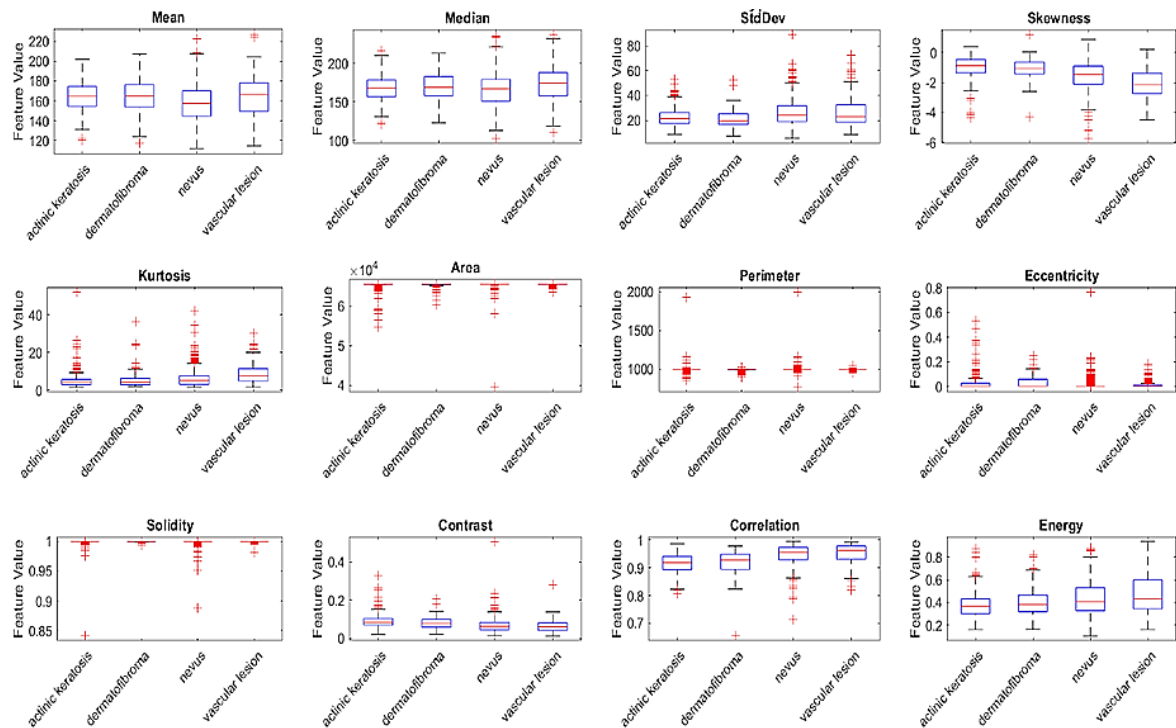 Mean
Feature Value
220
200
180
160
140
120
actinic keratosis
dermatofibroma
nevus
vascular lesion
Median
Feature Value
200
150
100
actinic keratosis
dermatofibroma
nevus
vascular lesion
Feature Value
80
60
40
20
actinic keratosis
dermatofibroma
nevus
vascular lesion
Skewness
Feature Value
0
-2
-4
-6
actinic keratosis
dermatofibroma
nevus
vascular lesion
Kurtosis
Feature Value
40
20
0
actinic keratosis
dermatofibroma
nevus
vascular lesion
Area
×10⁴
Feature Value
6
5
4
actinic keratosis
dermatofibroma
nevus
vascular lesion
Perimeter
Feature Value
2000
1500
1000
actinic keratosis
dermatofibroma
nevus
vascular lesion
Eccentricity
Feature Value
0.8
0.6
0.4
0.2
0
actinic keratosis
dermatofibroma
nevus
vascular lesion
Solidity
Feature Value
1
0.95
0.9
0.85
actinic keratosis
dermatofibroma
nevus
vascular lesion
Contrast
Feature Value
0.4
0.2
0
actinic keratosis
dermatofibroma
nevus
vascular lesion
Correlation
Feature Value
1
0.9
0.8
0.7
actinic keratosis
dermatofibroma
nevus
vascular lesion
Energy
Feature Value
0.8
0.6
0.4
0.2
actinic keratosis
dermatofibroma
nevus
vascular lesion